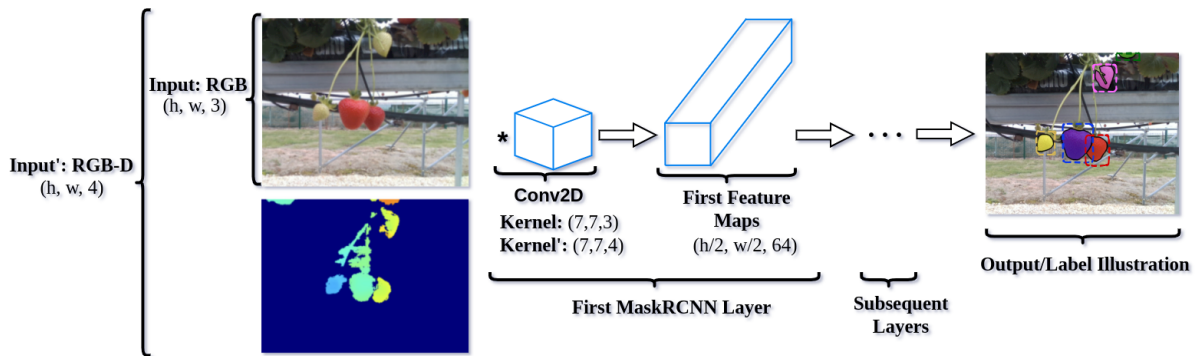 Input: RGB
(h, w, 3)
Input': RGB-D
(h, w, 4)
*
Conv2D
Kernel: (7,7,3)
Kernel': (7,7,4)
First Feature
Maps
(h/2, w/2, 64)
First MaskRCNN Layer
...
Subsequent
Layers
Output/Label Illustration